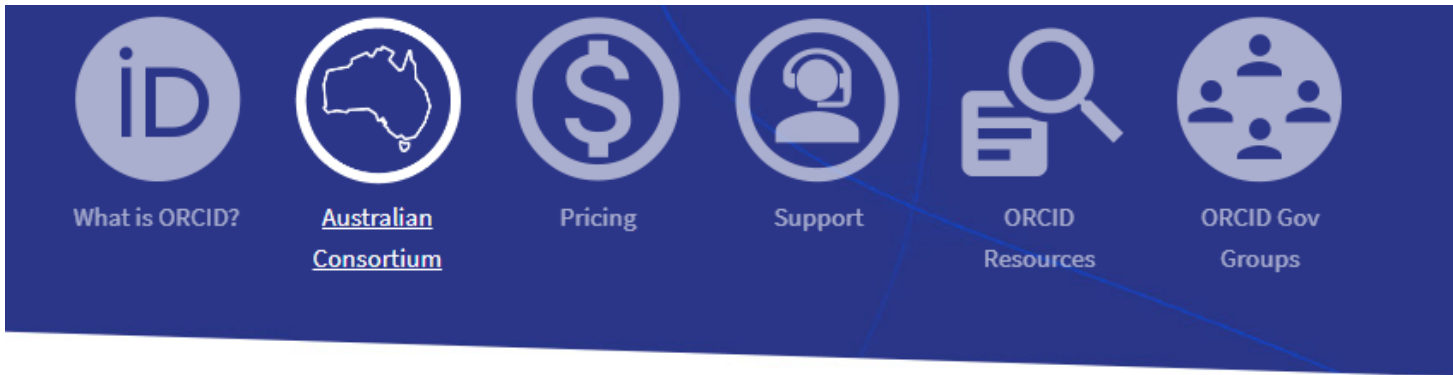 iD
What is ORCID?
Australian
Consortium
Pricing
Support
ORCID
Resources
ORCID Gov
Groups